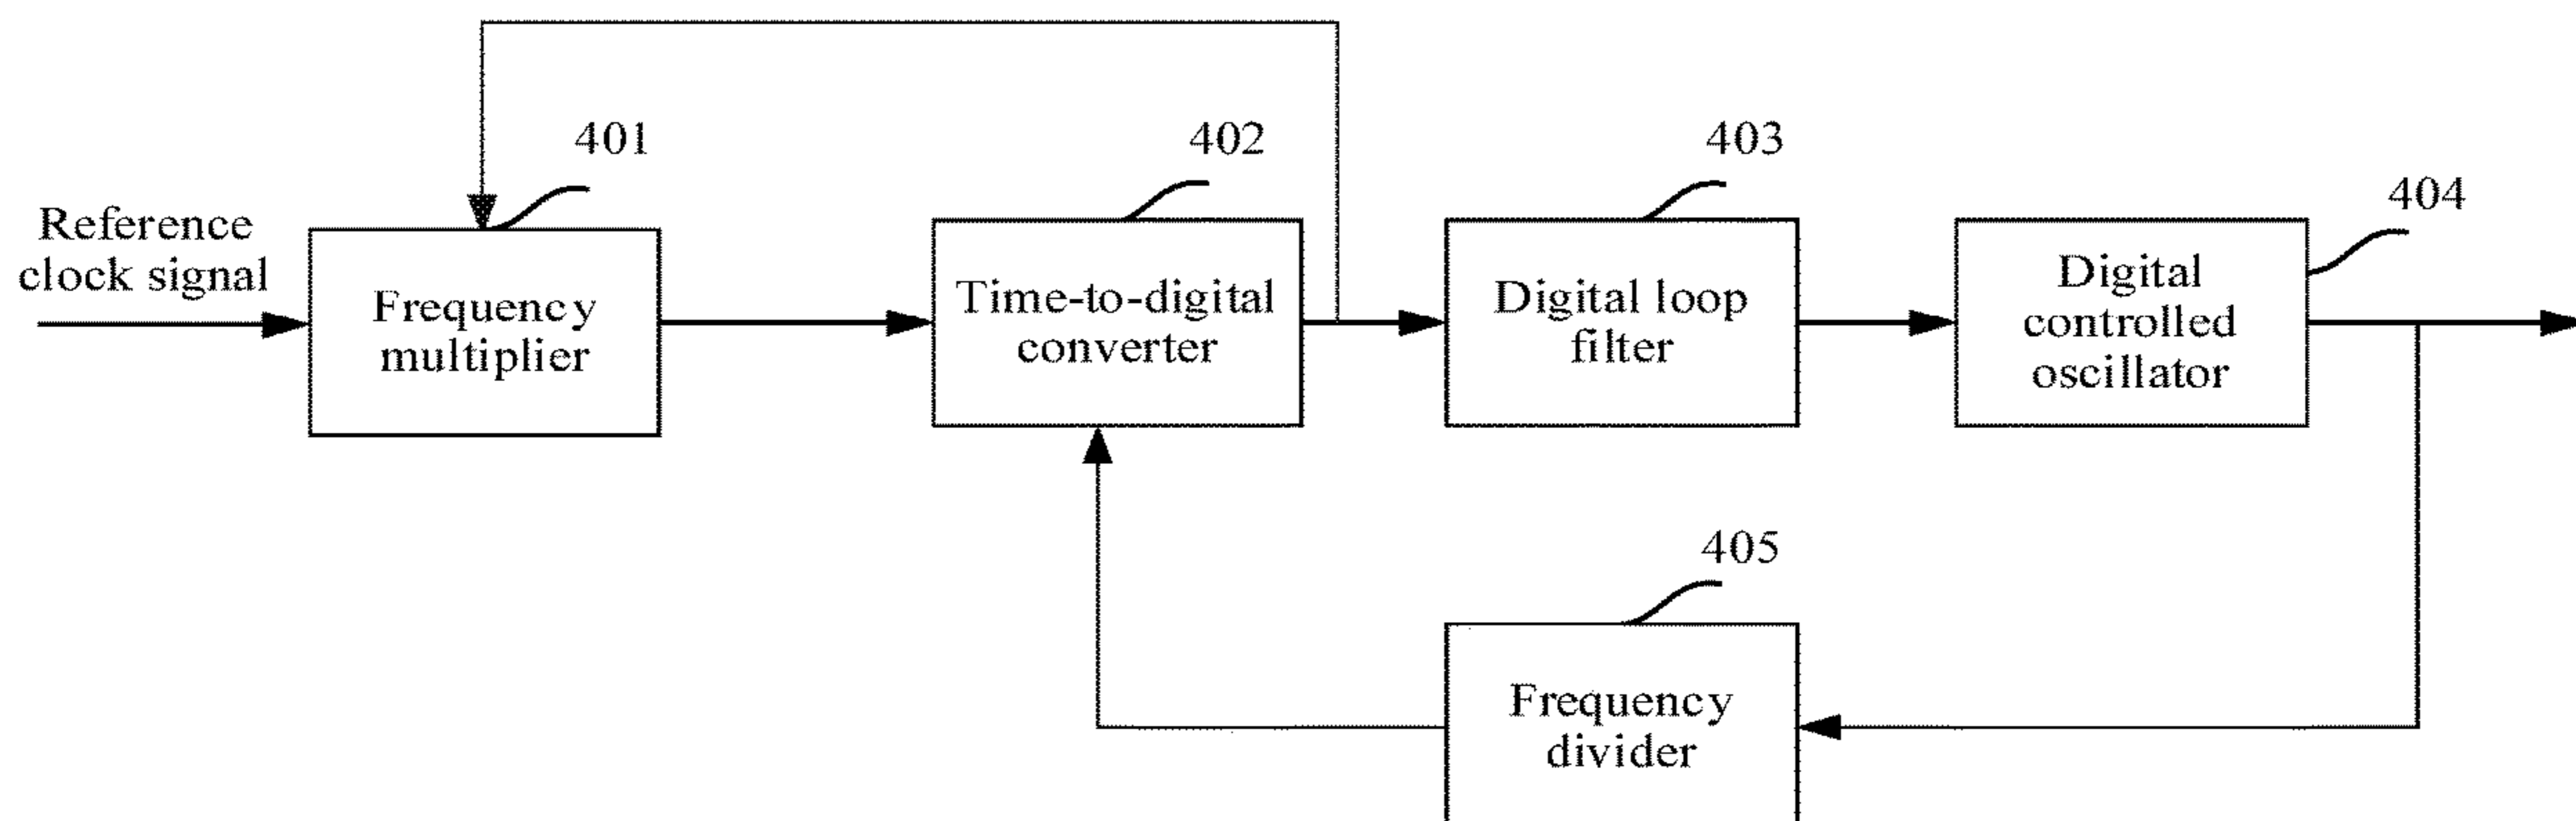 401
402
403
404
Reference
clock signal
Frequency
multiplier
Time-to-digital
converter
Digital loop
filter
Digital
controlled
oscillator
405
Frequency
divider